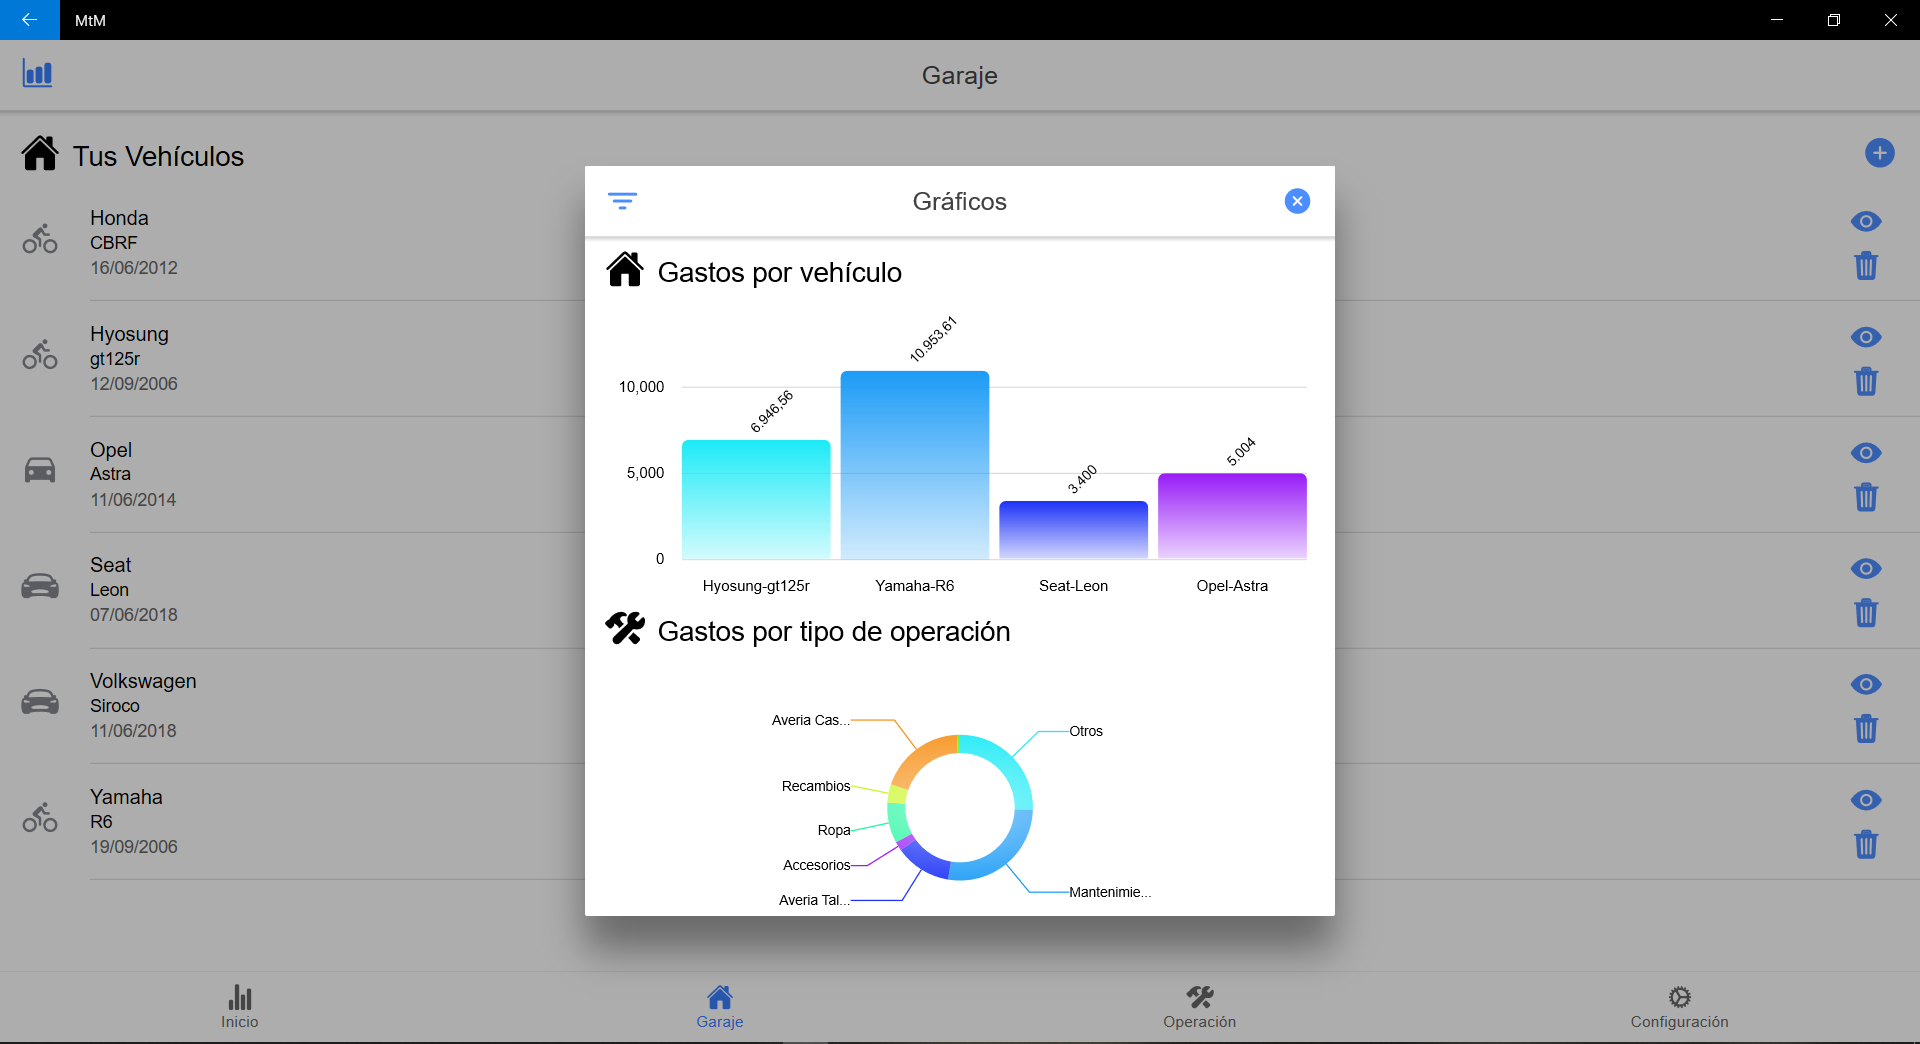 MtM
Garaje
Tus Vehículos
Honda
CBRF
16/06/2012
Hyosung
gt125r
12/09/2006
Opel
Astra
11/06/2014
Seat
Leon
07/06/2018
Volkswagen
Siroco
11/06/2018
Yamaha
R6
19/09/2006
Gráficos
Gastos por vehículo
10.953,61
10,000
6.946,56
5,000
3.400
5.004
0
Hyosung-gt125r Yamaha-R6 Seat-Leon Opel-Astra
Gastos por tipo de operación
Averia Cas...
Otros
Recambios
Ropa
Accesorios
Averia Tal...
Mantenimie...
Inicio Garaje Operación Configuración